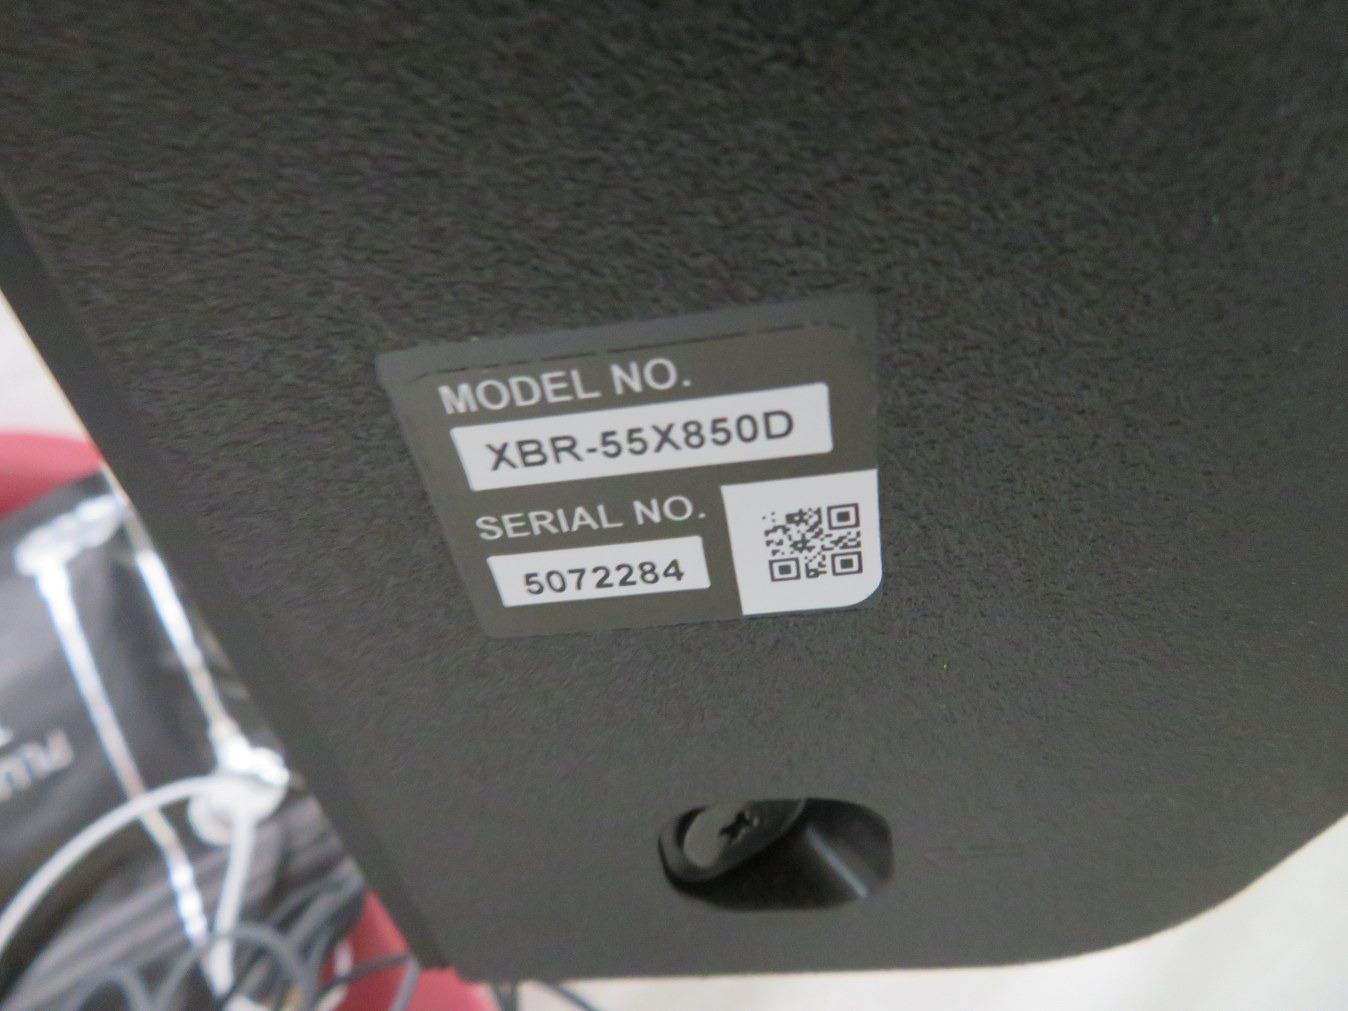 MODEL NO.
XBR-55X850D
SERIAL NO.
5072284